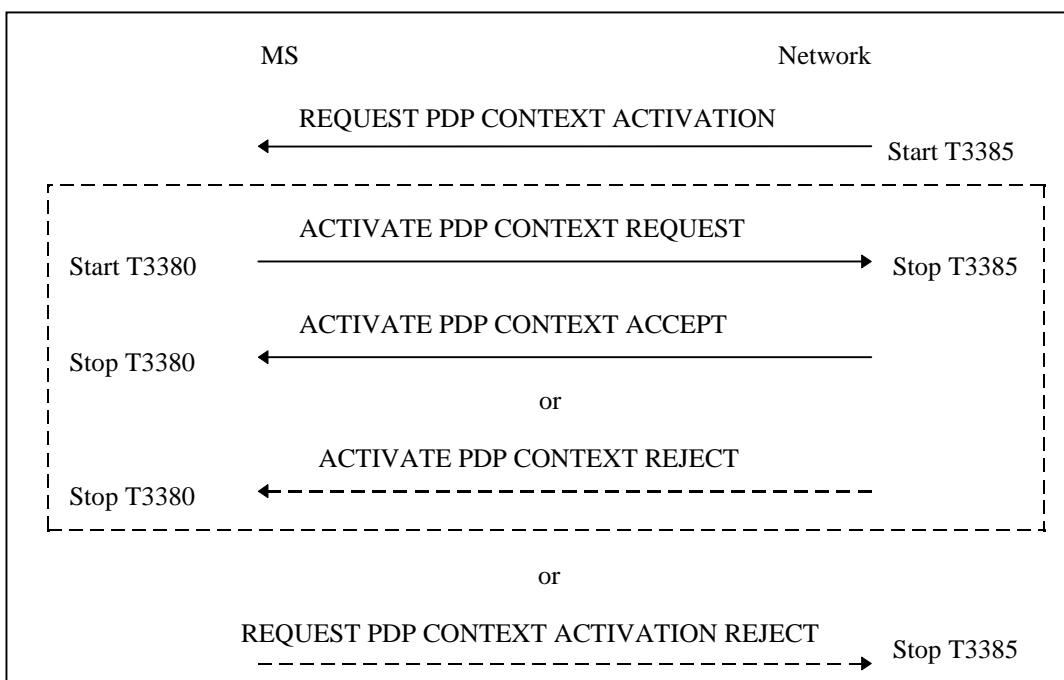 MS Network
REQUEST PDP CONTEXT ACTIVATION
Start T3385
ACTIVATE PDP CONTEXT REQUEST
Start T3380 Stop T3385
ACTIVATE PDP CONTEXT ACCEPT
Stop T3380
or
ACTIVATE PDP CONTEXT REJECT
Stop T3380
or
REQUEST PDP CONTEXT ACTIVATION REJECT
Stop T3385